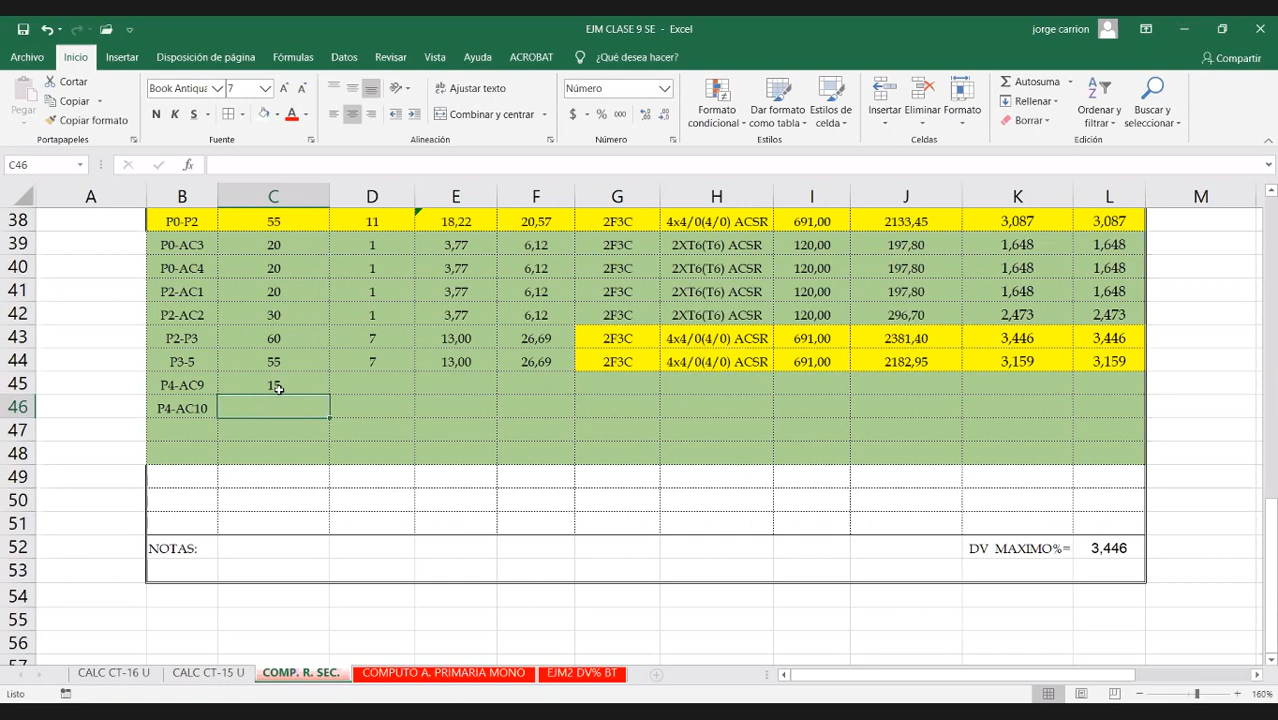 EJM CLASE 9 SE - Excel
jorge carrion
Archivo Inicio Insertar Disposición de página Fórmulas Datos Revisar Vista Ayuda ACROBAT ¿Qué desea hacer? Compartir
Pegar
Cortar
Copiar
Copiar formato
Portapapeles
Book Antiqua 7
N K S
Fuente
Ajustar texto
Combinar y centrar
Alineación
Número
$ % 000
Número
Formato condicional
Dar formato como tabla
Estilos de celda
Estilos
Insertar Eliminar Formato
Celdas
Autosuma
Rellenar
Borrar
Ordenar y filtrar
Buscar y seleccionar
Edición
C46
fx
A B C D E F G H I J K L M
38 P0-P2 55 11 18,22 20,57 2F3C 4x4/0(4/0) ACSR 691,00 2133,45 3,087 3,087
39 P0-AC3 20 1 3,77 6,12 2F3C 2XT6(T6) ACSR 120,00 197,80 1,648 1,648
40 P0-AC4 20 1 3,77 6,12 2F3C 2XT6(T6) ACSR 120,00 197,80 1,648 1,648
41 P2-AC1 20 1 3,77 6,12 2F3C 2XT6(T6) ACSR 120,00 197,80 1,648 1,648
42 P2-AC2 30 1 3,77 6,12 2F3C 2XT6(T6) ACSR 120,00 296,70 2,473 2,473
43 P2-P3 60 7 13,00 26,69 2F3C 4x4/0(4/0) ACSR 691,00 2381,40 3,446 3,446
44 P3-5 55 7 13,00 26,69 2F3C 4x4/0(4/0) ACSR 691,00 2182,95 3,159 3,159
45 P4-AC9 15
46 P4-AC10
47
48
49
50
51
52 NOTAS: DV MAXIMO%= 3,446
53
54
55
56
57
CALC CT-16 U CALC CT-15 U COMP. R. SEC. COMPUTO A. PRIMARIA MONO EJM2 DV% BT
Listo
160%